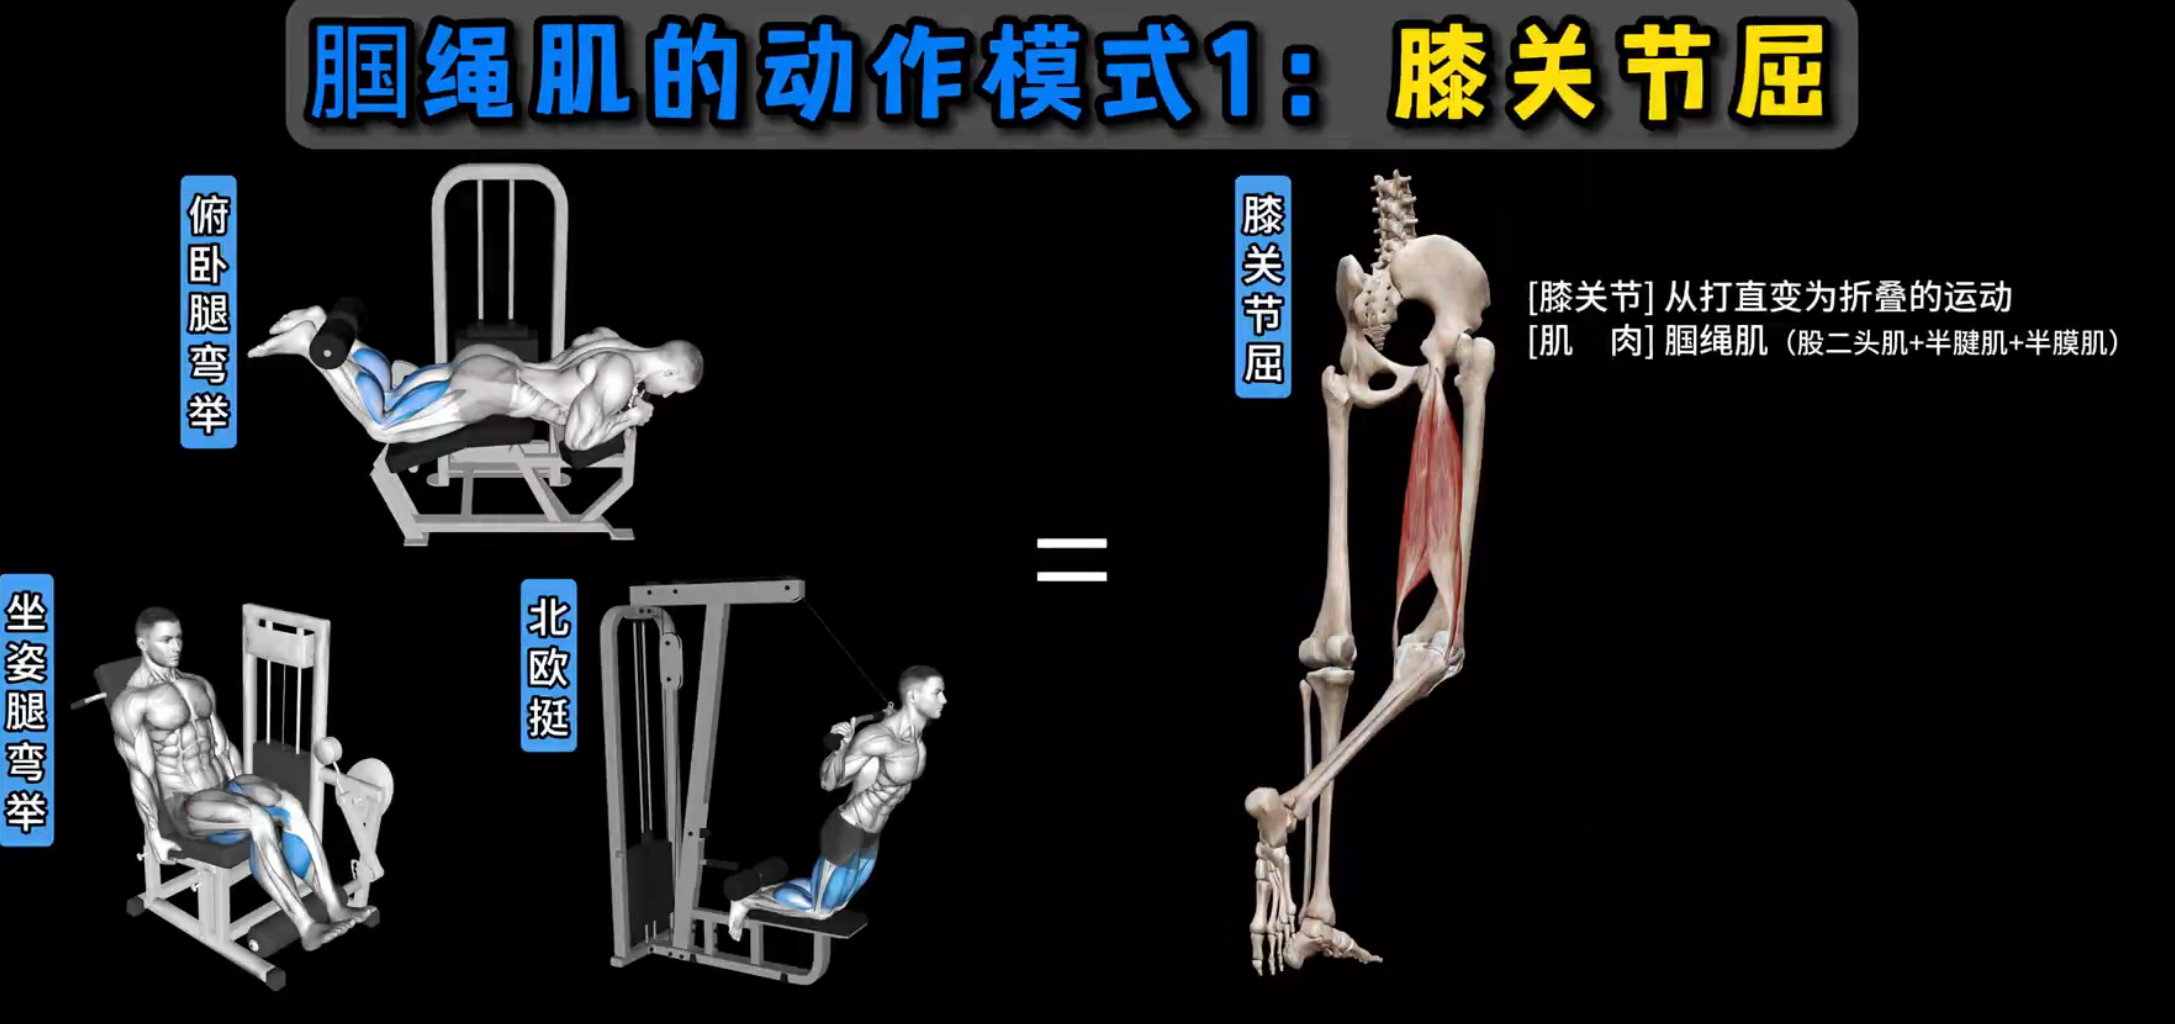 腘绳肌的动作模式1：膝关节屈
俯卧腿弯举
膝关节屈
[膝关节] 从打直变为折叠的运动
[肌　肉] 腘绳肌（股二头肌+半腱肌+半膜肌）
=
坐姿腿弯举
北欧挺